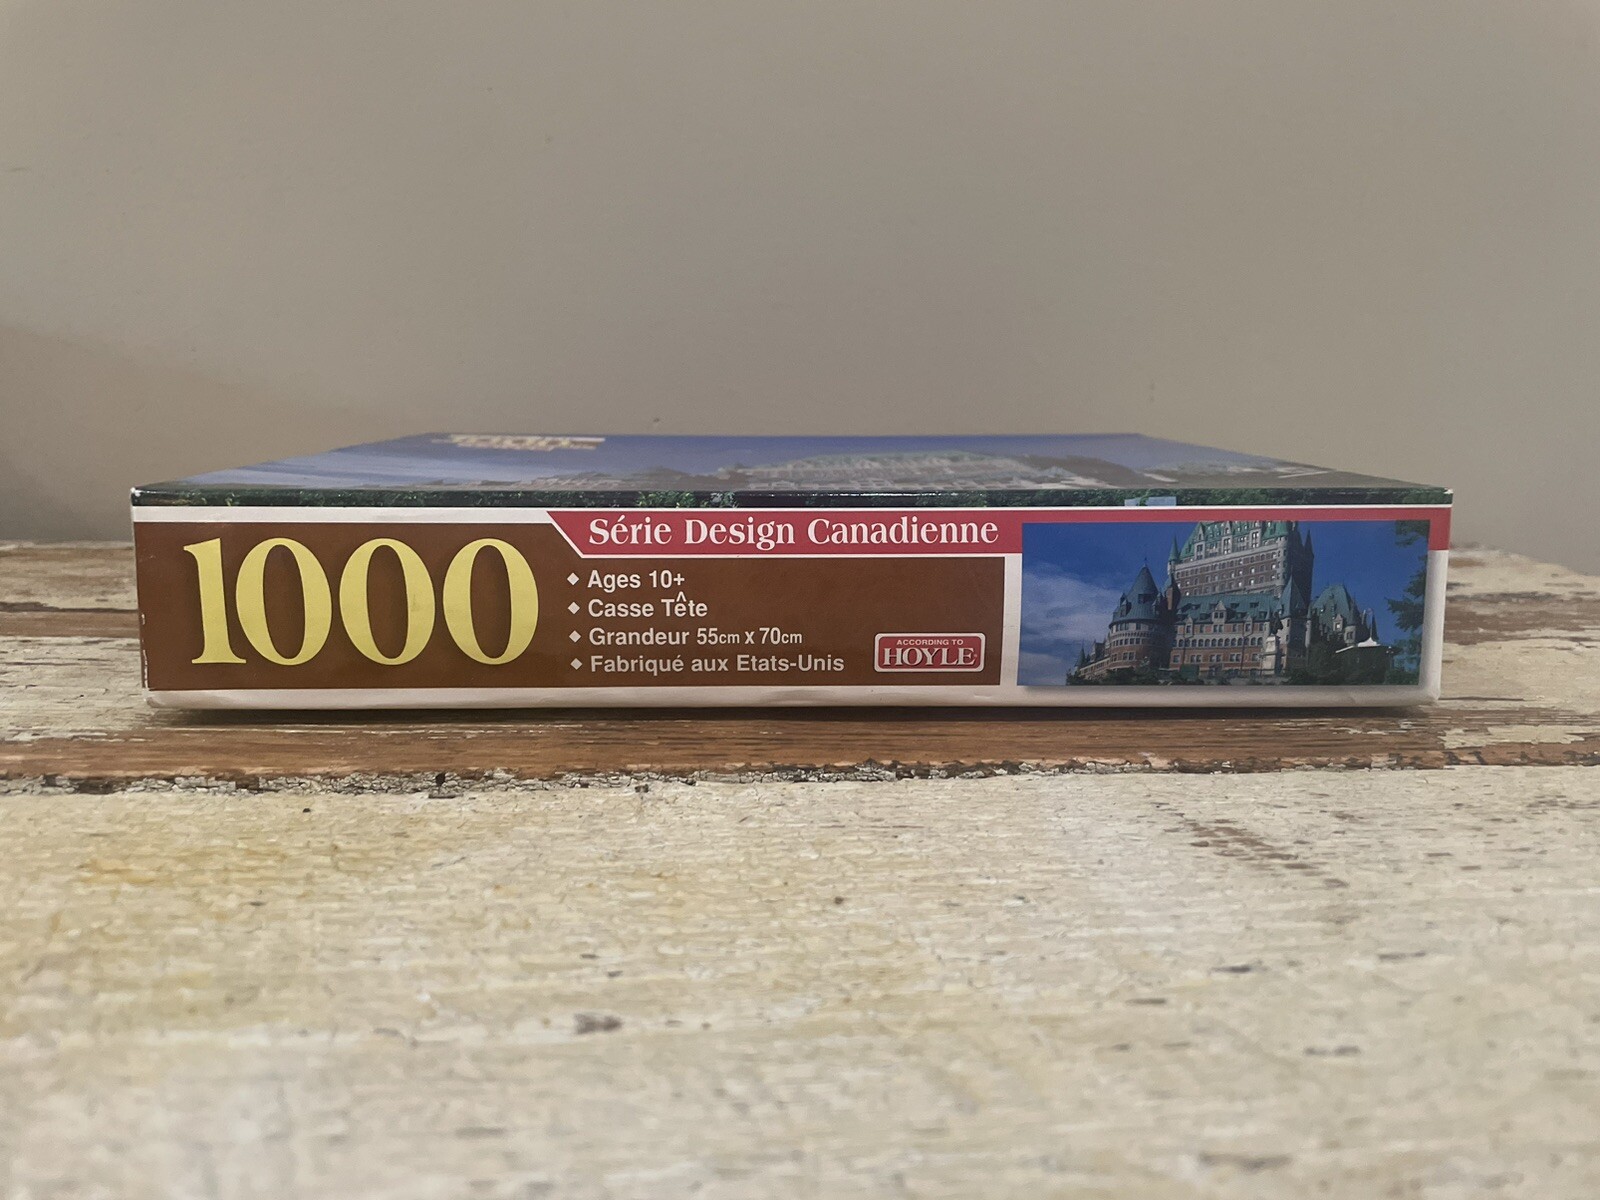 1000
Série Design Canadienne
Ages 10+
Casse Tête
Grandeur 55cm x 70cm
Fabriqué aux Etats-Unis
ACCORDING TO
HOYLE